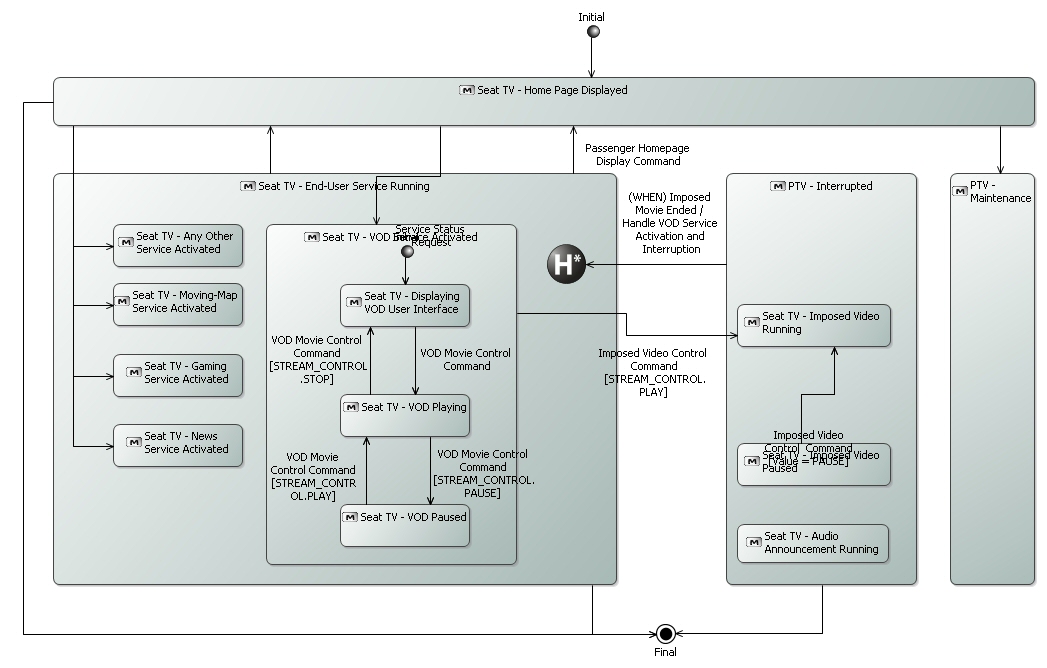 Initial
Seat TV - Home Page Displayed
Passenger Homepage
Display Command
Seat TV - End-User Service Running
Seat TV - Any Other
Service Activated
Seat TV - Moving-Map
Service Activated
Seat TV - Gaming
Service Activated
Seat TV - News
Service Activated
Service Status
Request
Seat TV - VOD Service Activated
Initial
Seat TV - Displaying
VOD User Interface
VOD Movie Control
Command
[STREAM_CONTROL
.STOP]
VOD Movie Control
Command
Seat TV - VOD Playing
VOD Movie
Control Command
[STREAM_CONTR
OL.PLAY]
VOD Movie Control
Command
[STREAM_CONTROL.
PAUSE]
Seat TV - VOD Paused
H*
(WHEN) Imposed
Movie Ended /
Handle VOD Service
Activation and
Interruption
Imposed Video Control
Command
[STREAM_CONTROL.
PLAY]
PTV - Interrupted
Seat TV - Imposed Video
Running
Imposed Video
Control Command
[value = PAUSE]
Seat TV - Imposed Video
Paused
Seat TV - Audio
Announcement Running
PTV -
Maintenance
Final